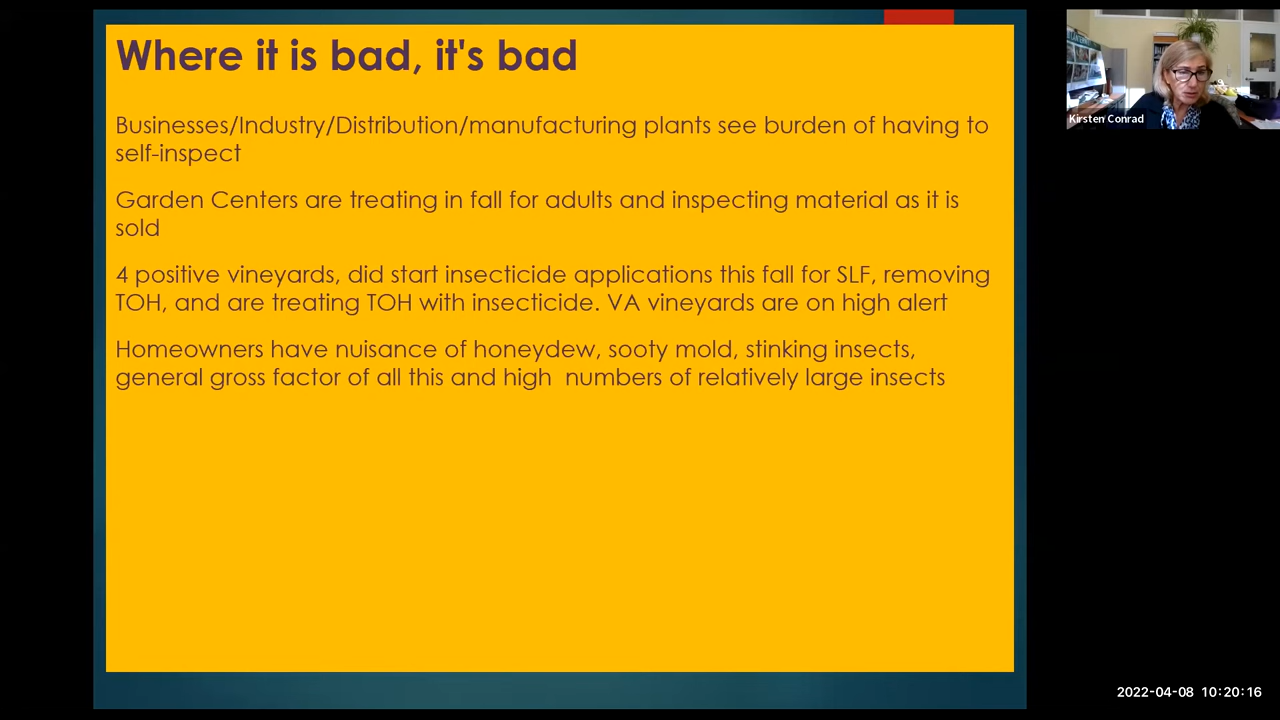 Where it is bad, it's bad
Businesses/Industry/Distribution/manufacturing plants see burden of having to
self-inspect
Garden Centers are treating in fall for adults and inspecting material as it is
sold
4 positive vineyards, did start insecticide applications this fall for SLF, removing
TOH, and are treating TOH with insecticide. VA vineyards are on high alert
Homeowners have nuisance of honeydew, sooty mold, stinking insects,
general gross factor of all this and high  numbers of relatively large insects
Kirsten Conrad
2022-04-08 10:20:16